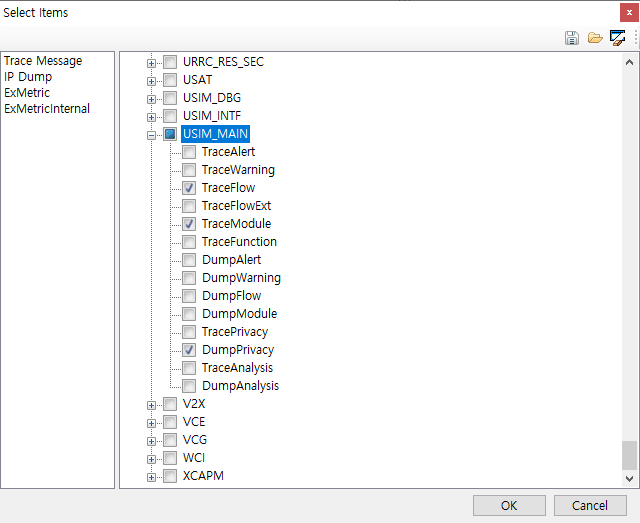 Select Items
Trace Message
IP Dump
ExMetric
ExMetricInternal
URRC_RES_SEC
USAT
USIM_DBG
USIM_INTF
USIM_MAIN
TraceAlert
TraceWarning
TraceFlow
TraceFlowExt
TraceModule
TraceFunction
DumpAlert
DumpWarning
DumpFlow
DumpModule
TracePrivacy
DumpPrivacy
TraceAnalysis
DumpAnalysis
V2X
VCE
VCG
WCI
XCAPM
OK
Cancel